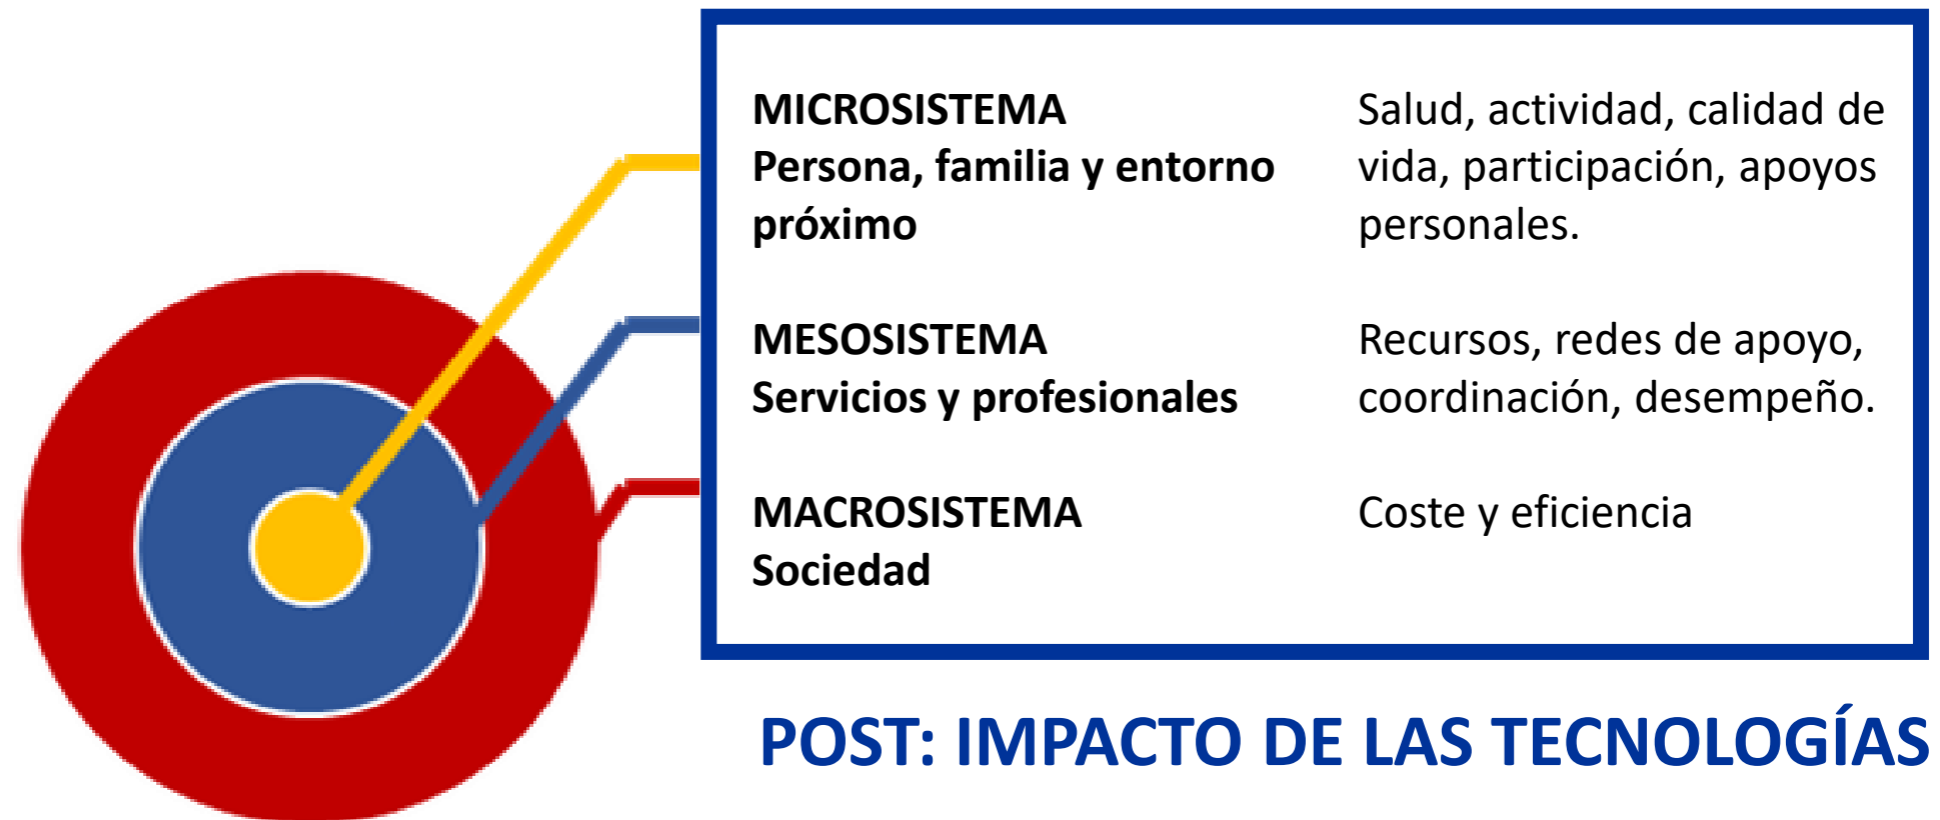 MICROSISTEMA
Persona, familia y entorno
próximo
Salud, actividad, calidad de
vida, participación, apoyos
personales.
MESOSISTEMA
Servicios y profesionales
Recursos, redes de apoyo,
coordinación, desempeño.
MACROSISTEMA
Sociedad
Coste y eficiencia
POST: IMPACTO DE LAS TECNOLOGÍAS